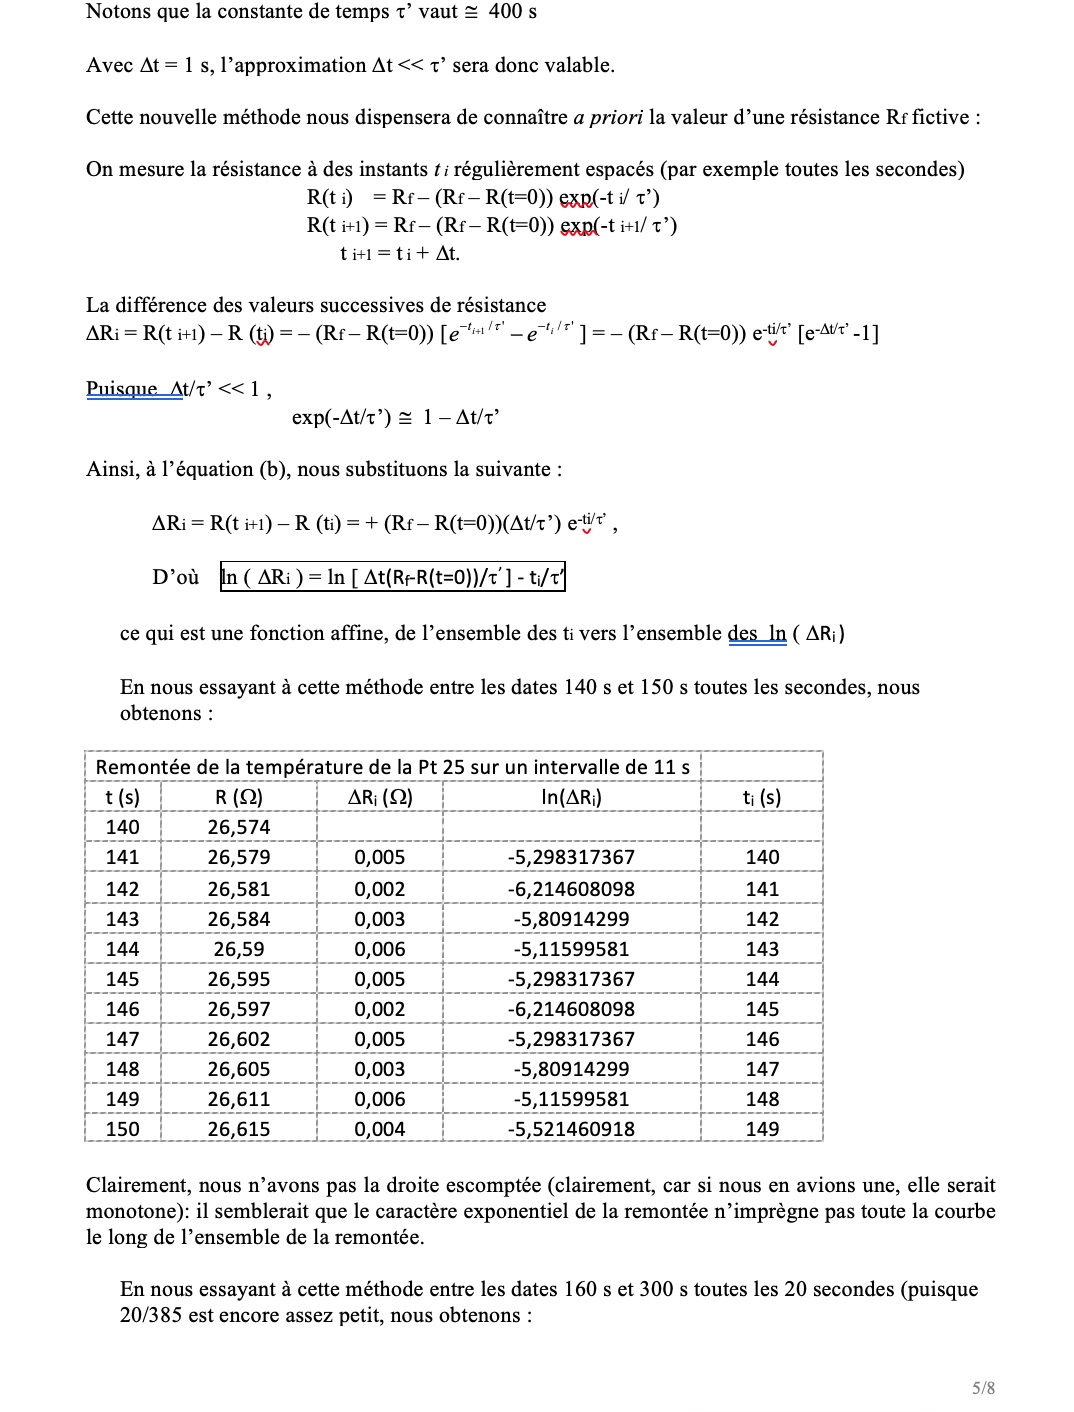 Notons que la constante de temps τ’ vaut ≅ 400 s
Avec Δt = 1 s, l’approximation Δt << τ’ sera donc valable.
Cette nouvelle méthode nous dispensera de connaître a priori la valeur d’une résistance Rf fictive :
On mesure la résistance à des instants t i régulièrement espacés (par exemple toutes les secondes)
R(t i) = Rf – (Rf – R(t=0)) exp(-t i/ τ’)
R(t i+1) = Rf – (Rf – R(t=0)) exp(-t i+1/ τ’)
t i+1 = t i + Δt.
La différence des valeurs successives de résistance
ΔRi = R(t i+1) – R (ti) = – (Rf – R(t=0)) [e^{-t_{i+1}/τ'} – e^{-t_i/τ'} ] = – (Rf – R(t=0)) e^{-ti/τ’} [e^{-Δt/τ’} -1]
Puisque Δt/τ’ << 1 ,
exp(-Δt/τ’) ≅ 1 – Δt/τ’
Ainsi, à l’équation (b), nous substituons la suivante :
ΔRi = R(t i+1) – R (ti) = + (Rf – R(t=0))(Δt/τ’) e^{-ti/τ’} ,
D’où ln ( ΔRi ) = ln [ Δt(Rf-R(t=0))/τ’] - ti/τ’
ce qui est une fonction affine, de l’ensemble des ti vers l’ensemble des ln ( ΔRi)
En nous essayant à cette méthode entre les dates 140 s et 150 s toutes les secondes, nous
obtenons :
Remontée de la température de la Pt 25 sur un intervalle de 11 s
t (s) R (Ω) ΔRi (Ω) ln(ΔRi) ti (s)
140 26,574
141 26,579 0,005 -5,298317367 140
142 26,581 0,002 -6,214608098 141
143 26,584 0,003 -5,80914299 142
144 26,59 0,006 -5,11599581 143
145 26,595 0,005 -5,298317367 144
146 26,597 0,002 -6,214608098 145
147 26,602 0,005 -5,298317367 146
148 26,605 0,003 -5,80914299 147
149 26,611 0,006 -5,11599581 148
150 26,615 0,004 -5,521460918 149
Clairement, nous n’avons pas la droite escomptée (clairement, car si nous en avions une, elle serait
monotone): il semblerait que le caractère exponentiel de la remontée n’imprègne pas toute la courbe
le long de l’ensemble de la remontée.
En nous essayant à cette méthode entre les dates 160 s et 300 s toutes les 20 secondes (puisque
20/385 est encore assez petit, nous obtenons :
5/8